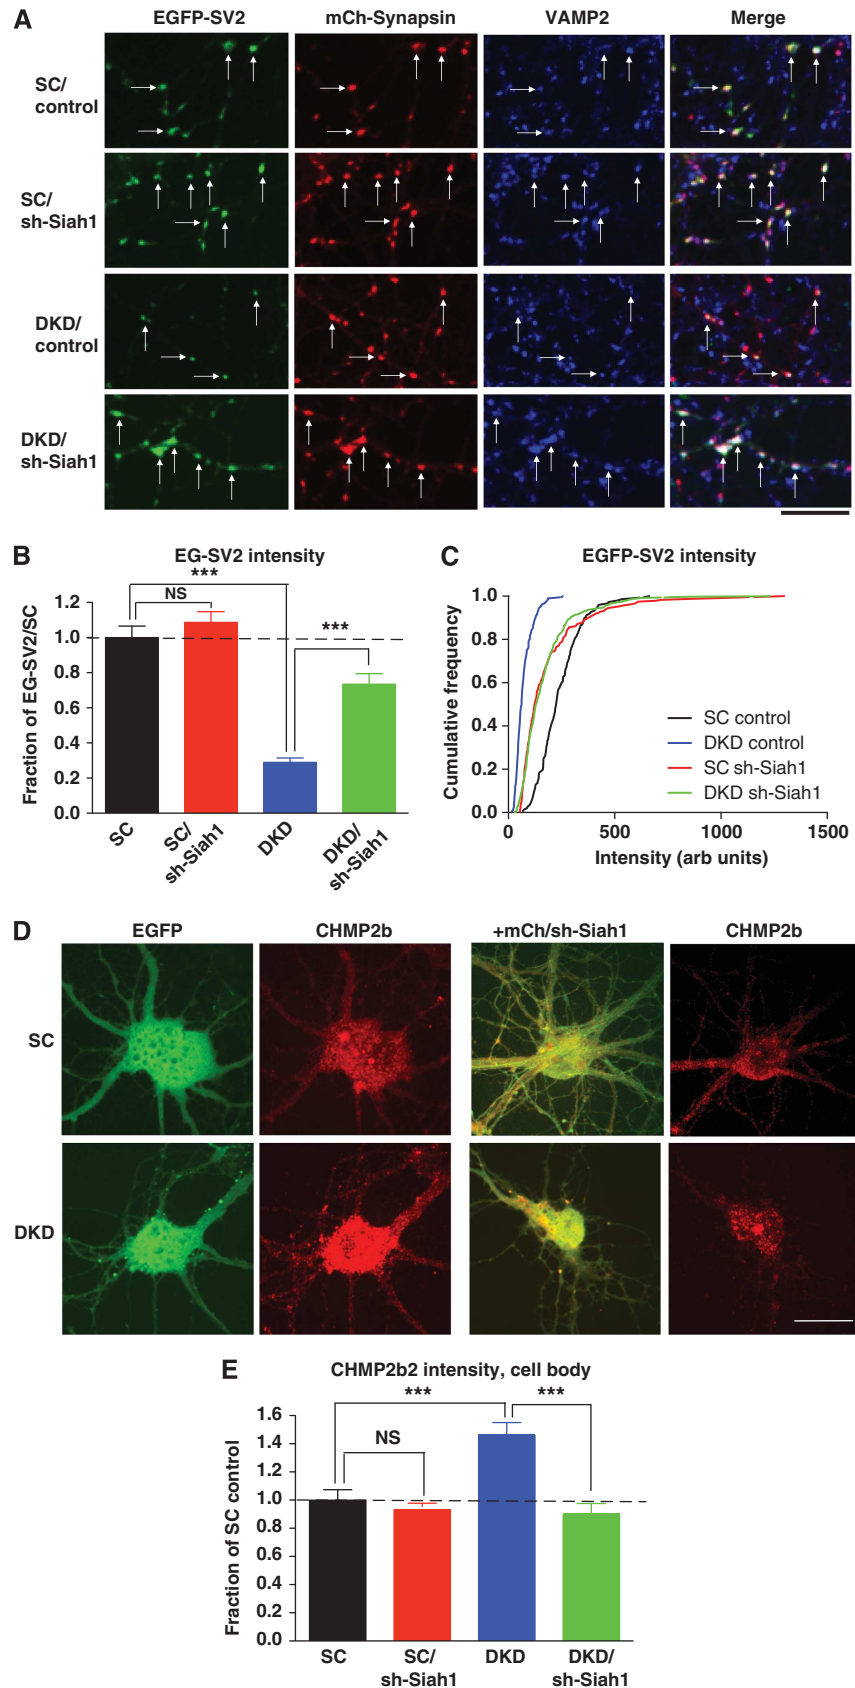 A
EGFP-SV2 mCh-Synapsin VAMP2 Merge
SC/
control
SC/
sh-Siah1
DKD/
control
DKD/
sh-Siah1
B
EG-SV2 intensity
***
NS
***
Fraction of EG-SV2/SC
1.2
1.0
0.8
0.6
0.4
0.2
0.0
SC
SC/
sh-Siah1
DKD
DKD/
sh-Siah1
C
EGFP-SV2 intensity
Cumulative frequency
1.0
0.8
0.6
0.4
0.2
0.0
SC control
DKD control
SC sh-Siah1
DKD sh-Siah1
0 500 1000 1500
Intensity (arb units)
D
EGFP CHMP2b +mCh/sh-Siah1 CHMP2b
SC
DKD
E
CHMP2b2 intensity, cell body
*** ***
NS
Fraction of SC control
1.6
1.4
1.2
1.0
0.8
0.6
0.4
0.2
0.0
SC
SC/
sh-Siah1
DKD
DKD/
sh-Siah1